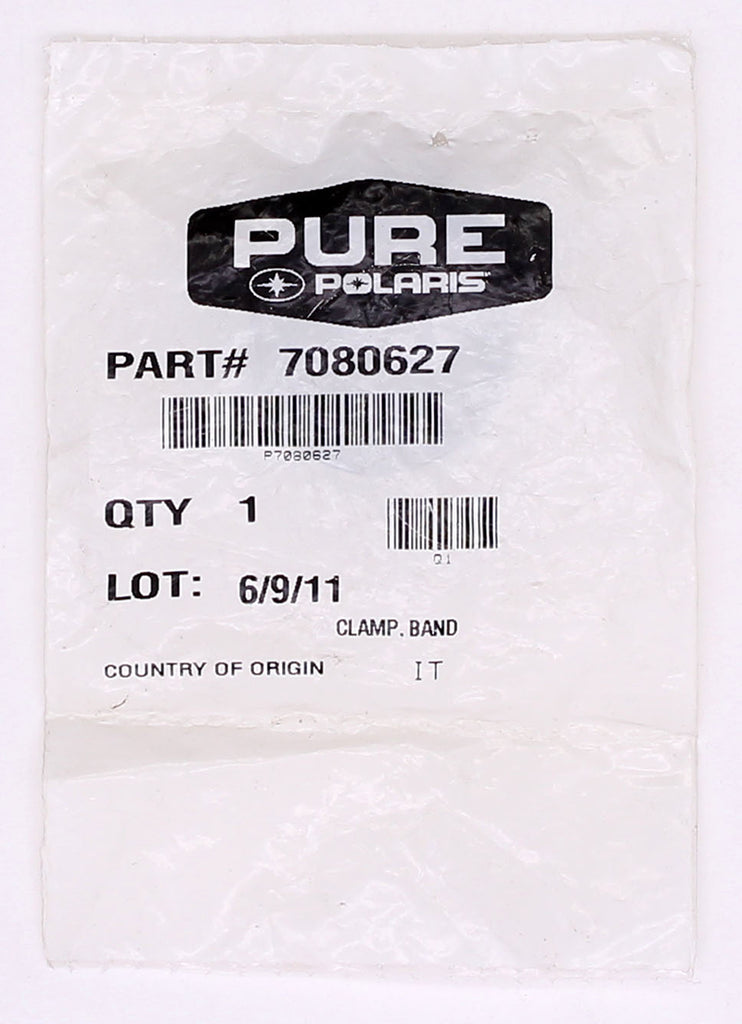 PURE
POLARIS
PART# 7080627
P7080627
QTY 1
Q1
LOT: 6/9/11
CLAMP. BAND
COUNTRY OF ORIGIN IT